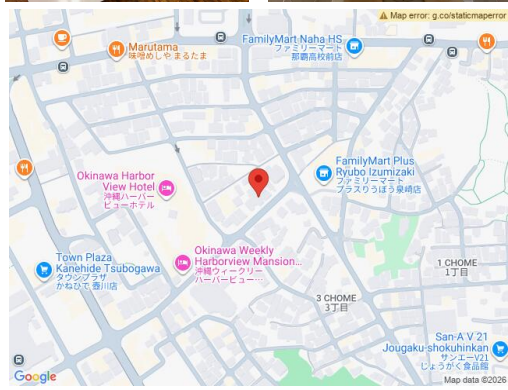 Map error: g.co/staticmaperror
Marutama
味噌めしや まるたま
FamilyMart Naha HS
ファミリーマート
那覇高校前店
Okinawa Harbor
View Hotel
沖縄ハーバー
ビューホテル
FamilyMart Plus
Ryubo Izumizaki
ファミリーマート
プラスりうぼう泉崎店
Okinawa Weekly
Harborview Mansion...
沖縄ウィークリー
ハーバービュー…
Town Plaza
Kanehide Tsubogawa
タウンプラザ
かねひで 壺川店
1 CHOME
1丁目
3 CHOME
3丁目
San-A V 21
Jougaku-shokuhinkan
サンエーV21
じょうがく食品館
Google
Map data ©2026